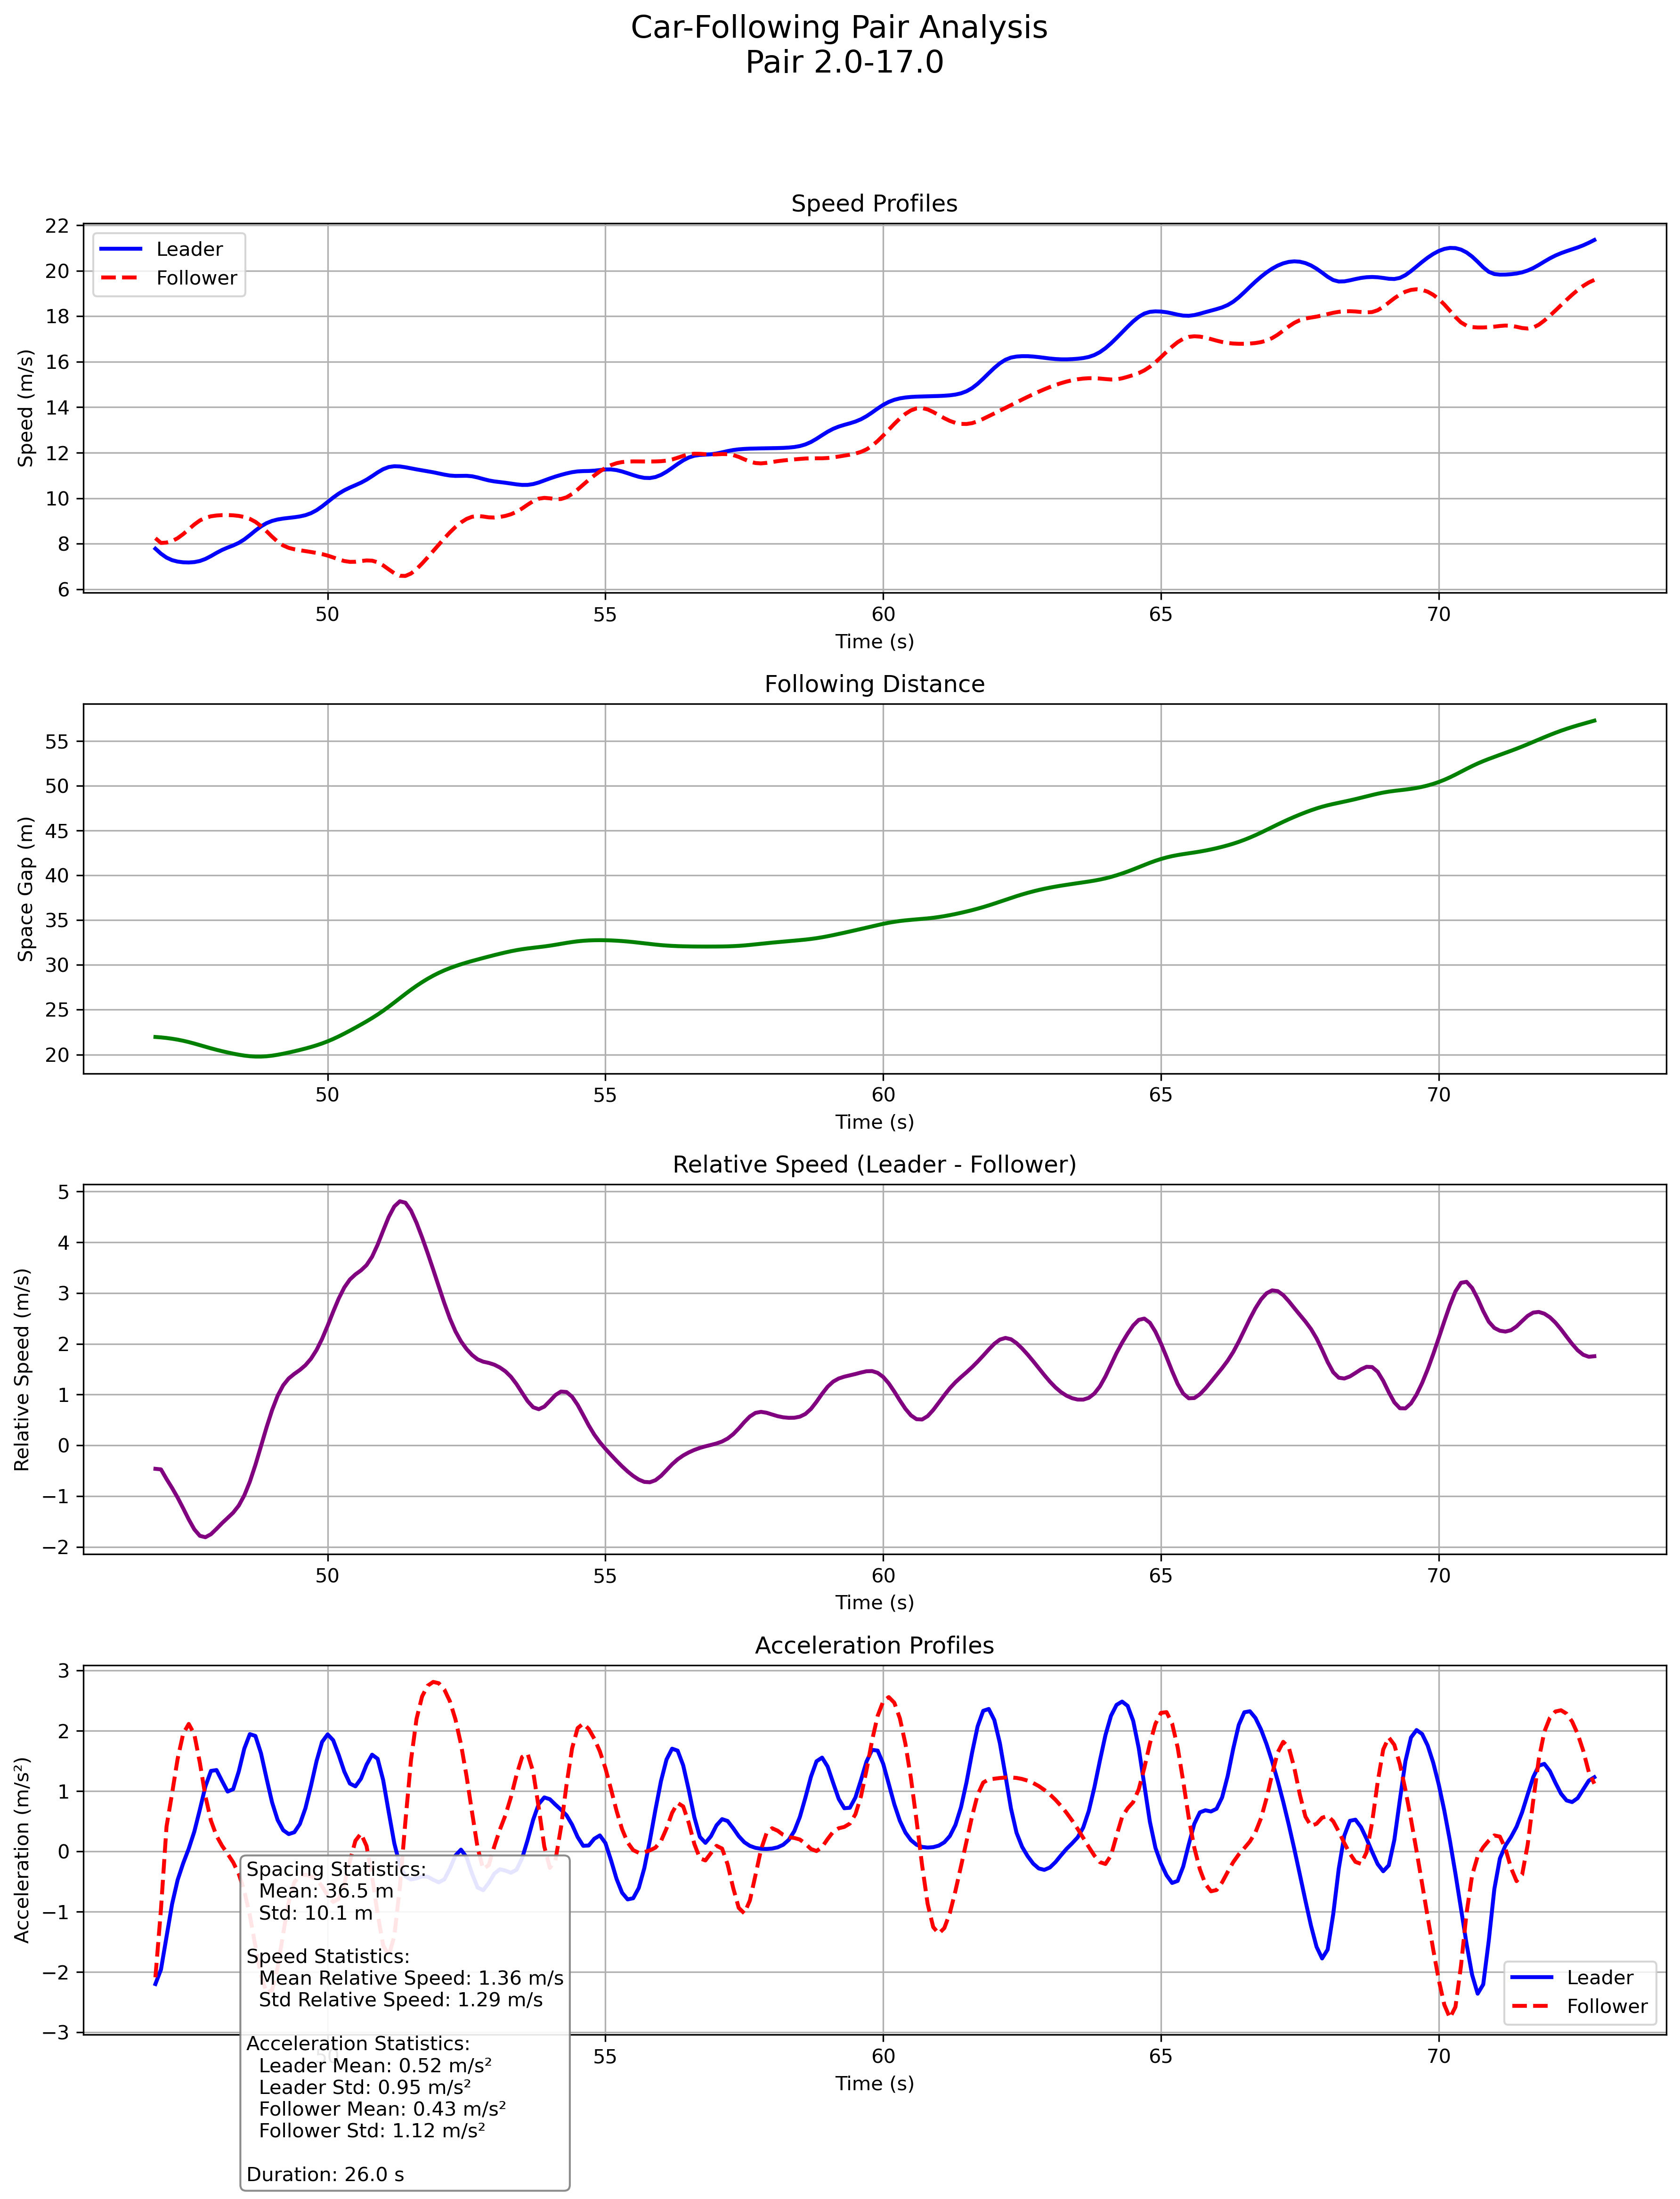 Car-Following Pair Analysis
Pair 2.0-17.0
Speed Profiles
Leader
Follower
Speed (m/s)
22
20
18
16
14
12
10
8
6
50 55 60 65 70
Time (s)
Following Distance
Space Gap (m)
55
50
45
40
35
30
25
20
50 55 60 65 70
Time (s)
Relative Speed (Leader - Follower)
Relative Speed (m/s)
5
4
3
2
1
0
−1
−2
50 55 60 65 70
Time (s)
Acceleration Profiles
Acceleration (m/s²)
3
2
1
0
−1
−2
−3
55 60 65 70
Time (s)
Leader
Follower
Spacing Statistics:
Mean: 36.5 m
Std: 10.1 m
Speed Statistics:
Mean Relative Speed: 1.36 m/s
Std Relative Speed: 1.29 m/s
Acceleration Statistics:
Leader Mean: 0.52 m/s²
Leader Std: 0.95 m/s²
Follower Mean: 0.43 m/s²
Follower Std: 1.12 m/s²
Duration: 26.0 s